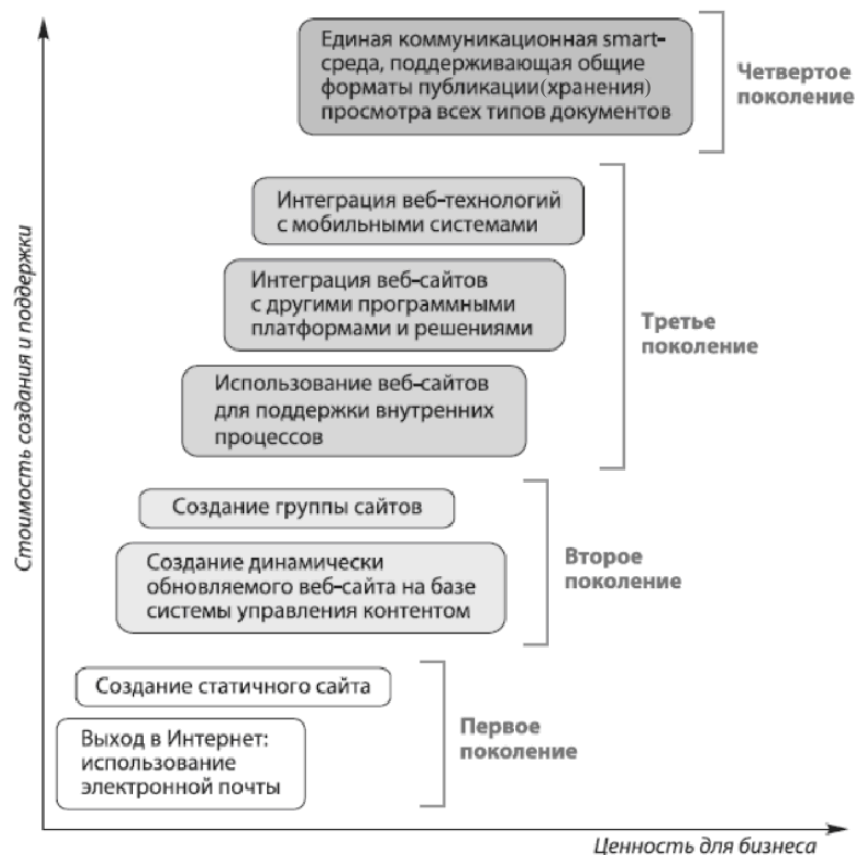 Единая коммуникационная smart-
среда, поддерживающая общие
форматы публикации(хранения)
просмотра всех типов документов
Четвертое
поколение
Интеграция веб-технологий
с мобильными системами
Интеграция веб-сайтов
с другими программными
платформами и решениями
Использование веб-сайтов
для поддержки внутренних
процессов
Третье
поколение
Создание группы сайтов
Создание динамически
обновляемого веб-сайта на базе
системы управления контентом
Второе
поколение
Создание статичного сайта
Выход в Интернет:
использование
электронной почты
Первое
поколение
Стоимость создания и поддержки
Ценность для бизнеса